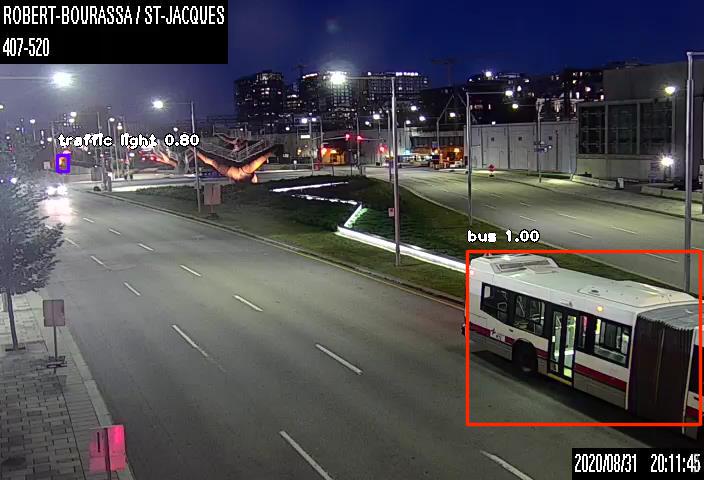 ROBERT-BOURASSA / ST-JACQUES
407-520
traffic light 0.80
bus 1.00
2020/08/31 20:11:45